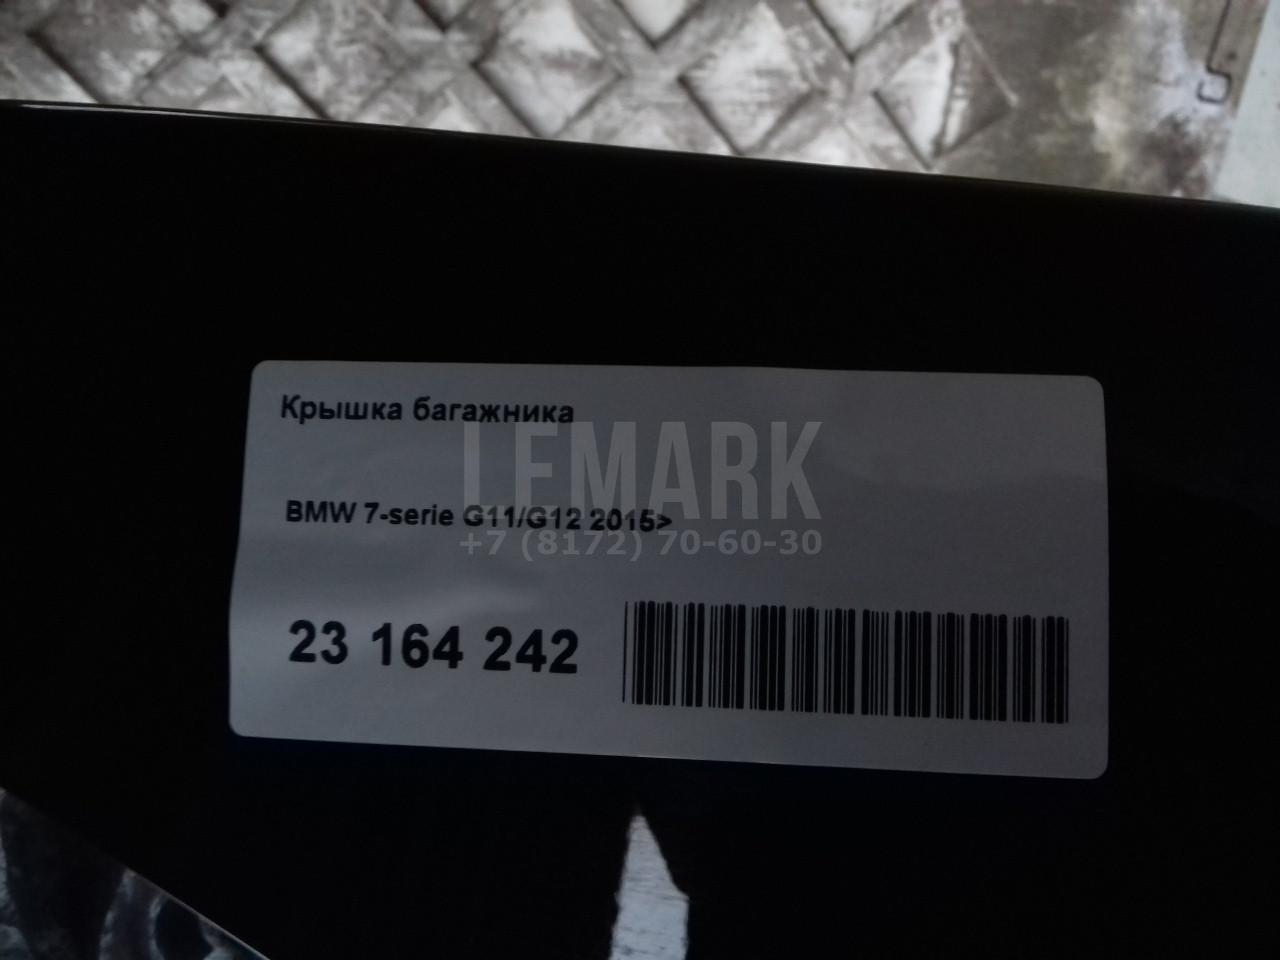 Крышка багажника
LEMARK
BMW 7-serie G11/G12 2015>
+7 (8172) 70-60-30
23 164 242